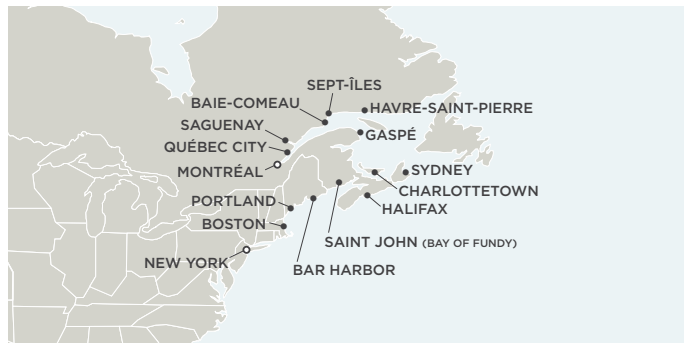 SEPT-ÎLES
BAIE-COMEAU
HAVRE-SAINT-PIERRE
SAGUENAY
GASPÉ
QUÉBEC CITY
MONTRÉAL
SYDNEY
CHARLOTTETOWN
PORTLAND
HALIFAX
BOSTON
SAINT JOHN (BAY OF FUNDY)
NEW YORK
BAR HARBOR